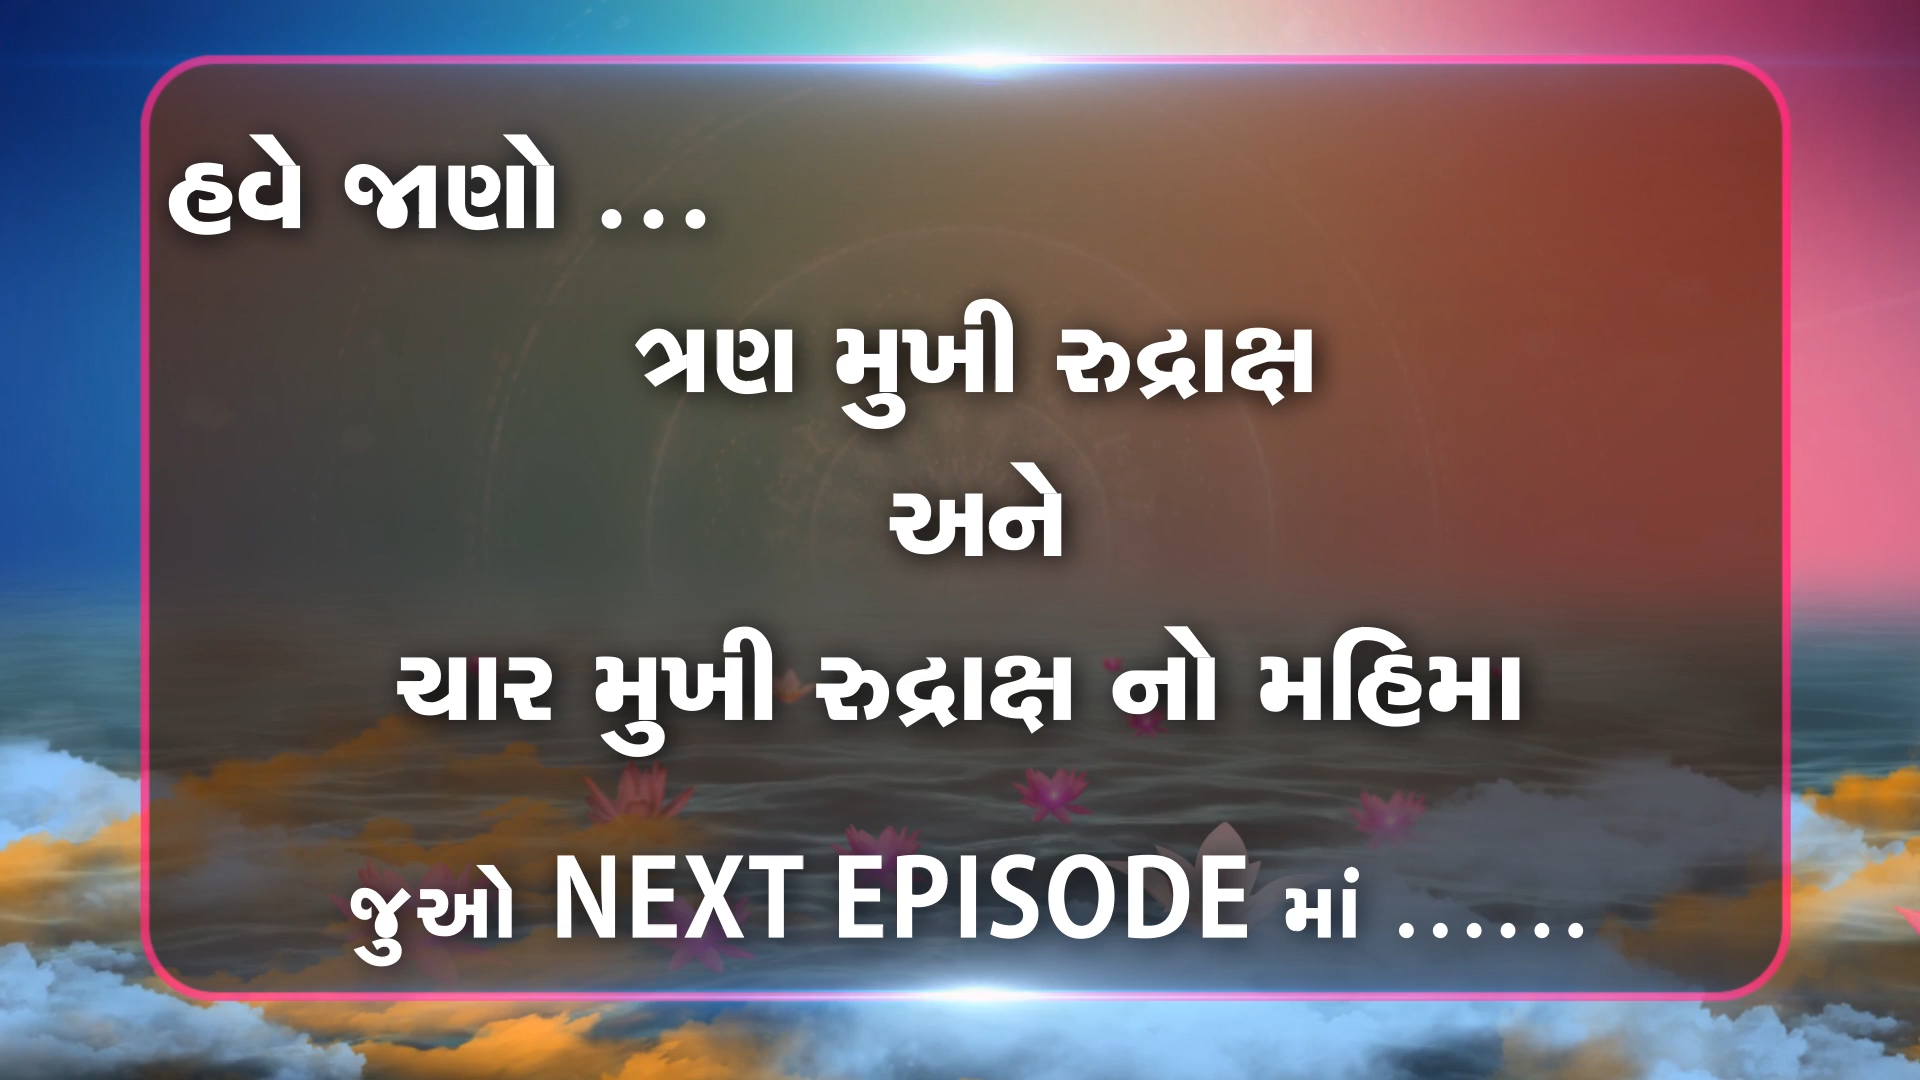 હવે જાણો ...
ત્રણ મુખી રુદ્રાક્ષ
અને
ચાર મુખી રુદ્રાક્ષ નો મહિમા
જુઓ NEXT EPISODE માં ......